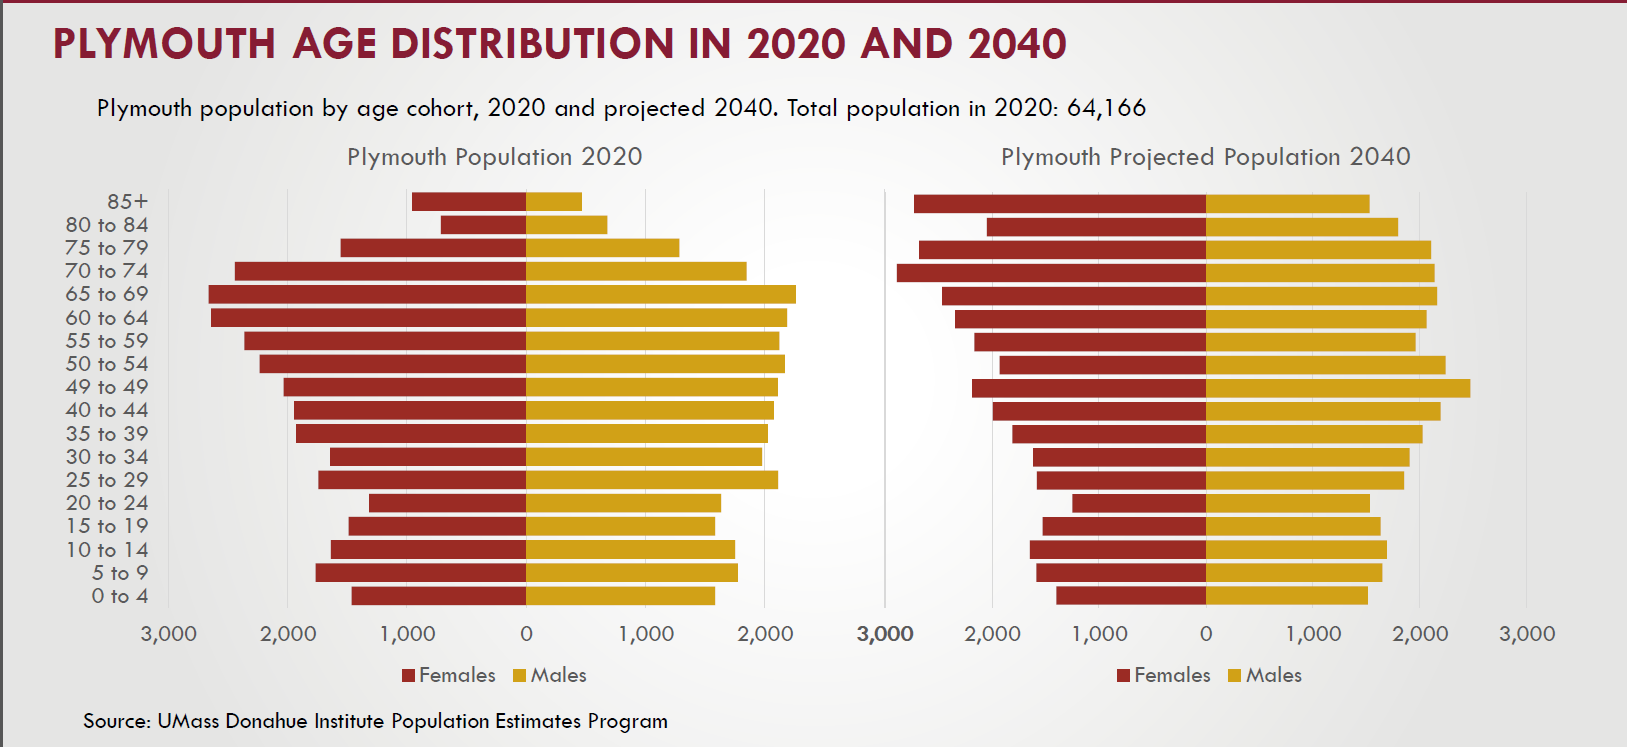 PLYMOUTH AGE DISTRIBUTION IN 2020 AND 2040
Plymouth population by age cohort, 2020 and projected 2040. Total population in 2020: 64,166
Plymouth Population 2020
85+
80 to 84
75 to 79
70 to 74
65 to 69
60 to 64
55 to 59
50 to 54
49 to 49
40 to 44
35 to 39
30 to 34
25 to 29
20 to 24
15 to 19
10 to 14
5 to 9
0 to 4
3,000 2,000 1,000 0 1,000 2,000 3,000
Females Males
Plymouth Projected Population 2040
3,000 2,000 1,000 0 1,000 2,000 3,000
Females Males
Source: UMass Donahue Institute Population Estimates Program